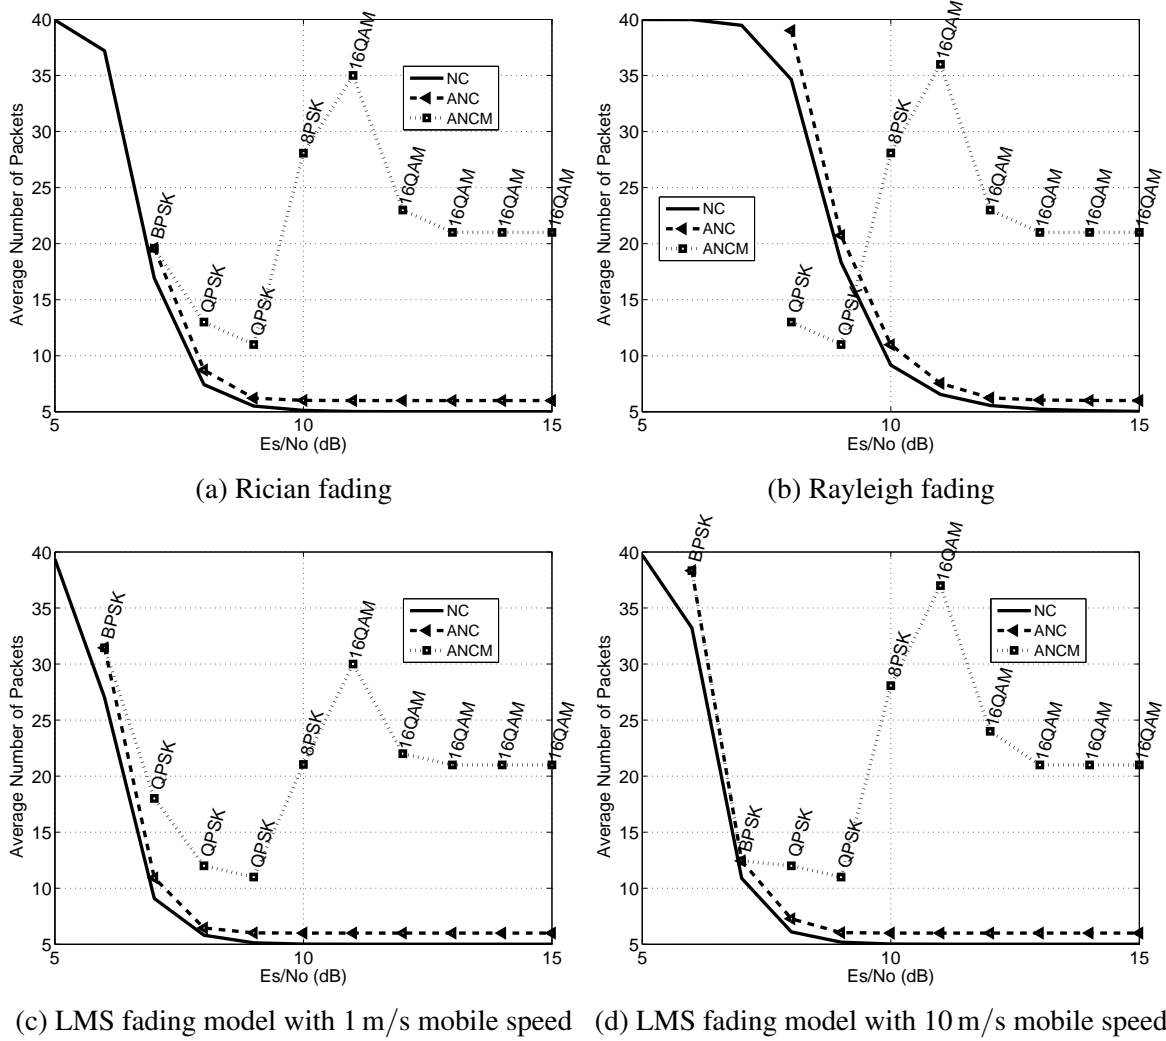 40
35
30
25
20
15
10
5
5
10
15
Average Number of Packets
Es/No (dB)
NC
ANC
ANCM
BPSK
QPSK
QPSK
8PSK
16QAM
16QAM
16QAM
16QAM
16QAM
(a) Rician fading
40
35
30
25
20
15
10
5
5
10
15
Average Number of Packets
Es/No (dB)
NC
ANC
ANCM
QPSK
QPSK
8PSK
16QAM
16QAM
16QAM
16QAM
16QAM
(b) Rayleigh fading
40
35
30
25
20
15
10
5
5
10
15
Average Number of Packets
Es/No (dB)
NC
ANC
ANCM
BPSK
QPSK
QPSK
QPSK
8PSK
16QAM
16QAM
16QAM
16QAM
16QAM
(c) LMS fading model with 1 m/s mobile speed
40
35
30
25
20
15
10
5
5
10
15
Average Number of Packets
Es/No (dB)
NC
ANC
ANCM
BPSK
BPSK
QPSK
QPSK
8PSK
16QAM
16QAM
16QAM
16QAM
16QAM
(d) LMS fading model with 10 m/s mobile speed